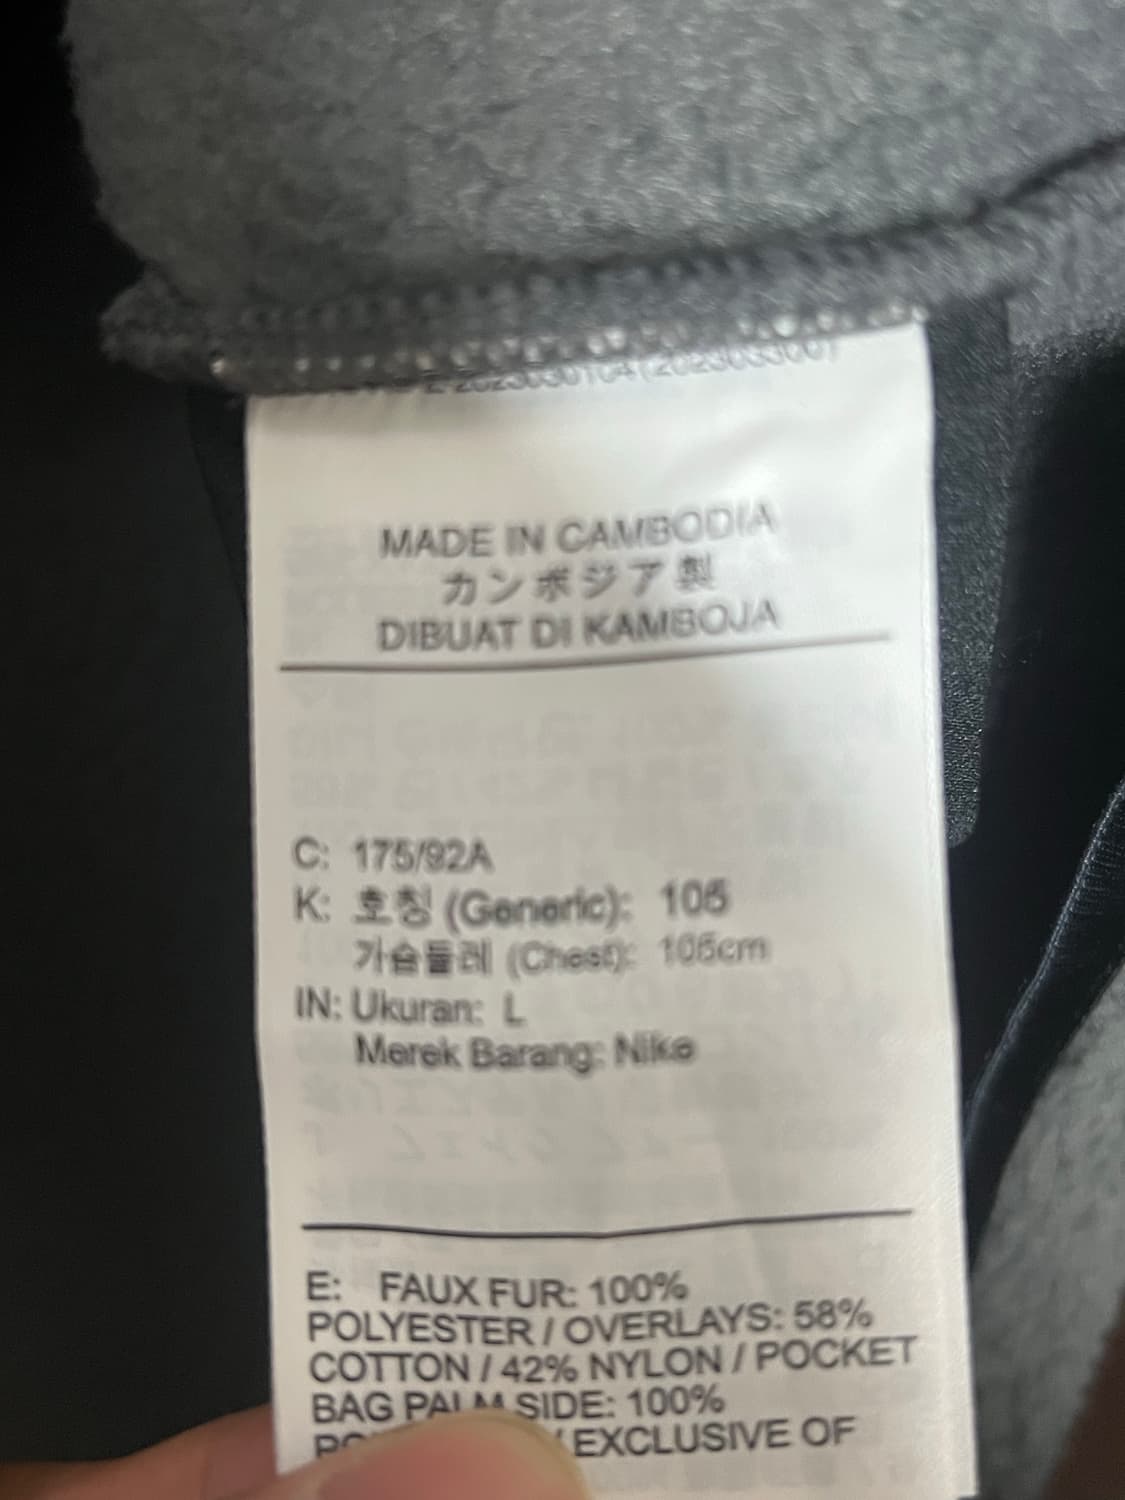 MADE IN CAMBODIA
カンボジア製
DIBUAT DI KAMBOJA
C: 175/92A
K: 호칭 (Generic): 105
가슴둘레 (Chest): 105cm
IN: Ukuran: L
Merek Barang: Nike
E: FAUX FUR: 100%
POLYESTER / OVERLAYS: 58%
COTTON / 42% NYLON / POCKET
BAG PALM SIDE: 100%
/ EXCLUSIVE OF